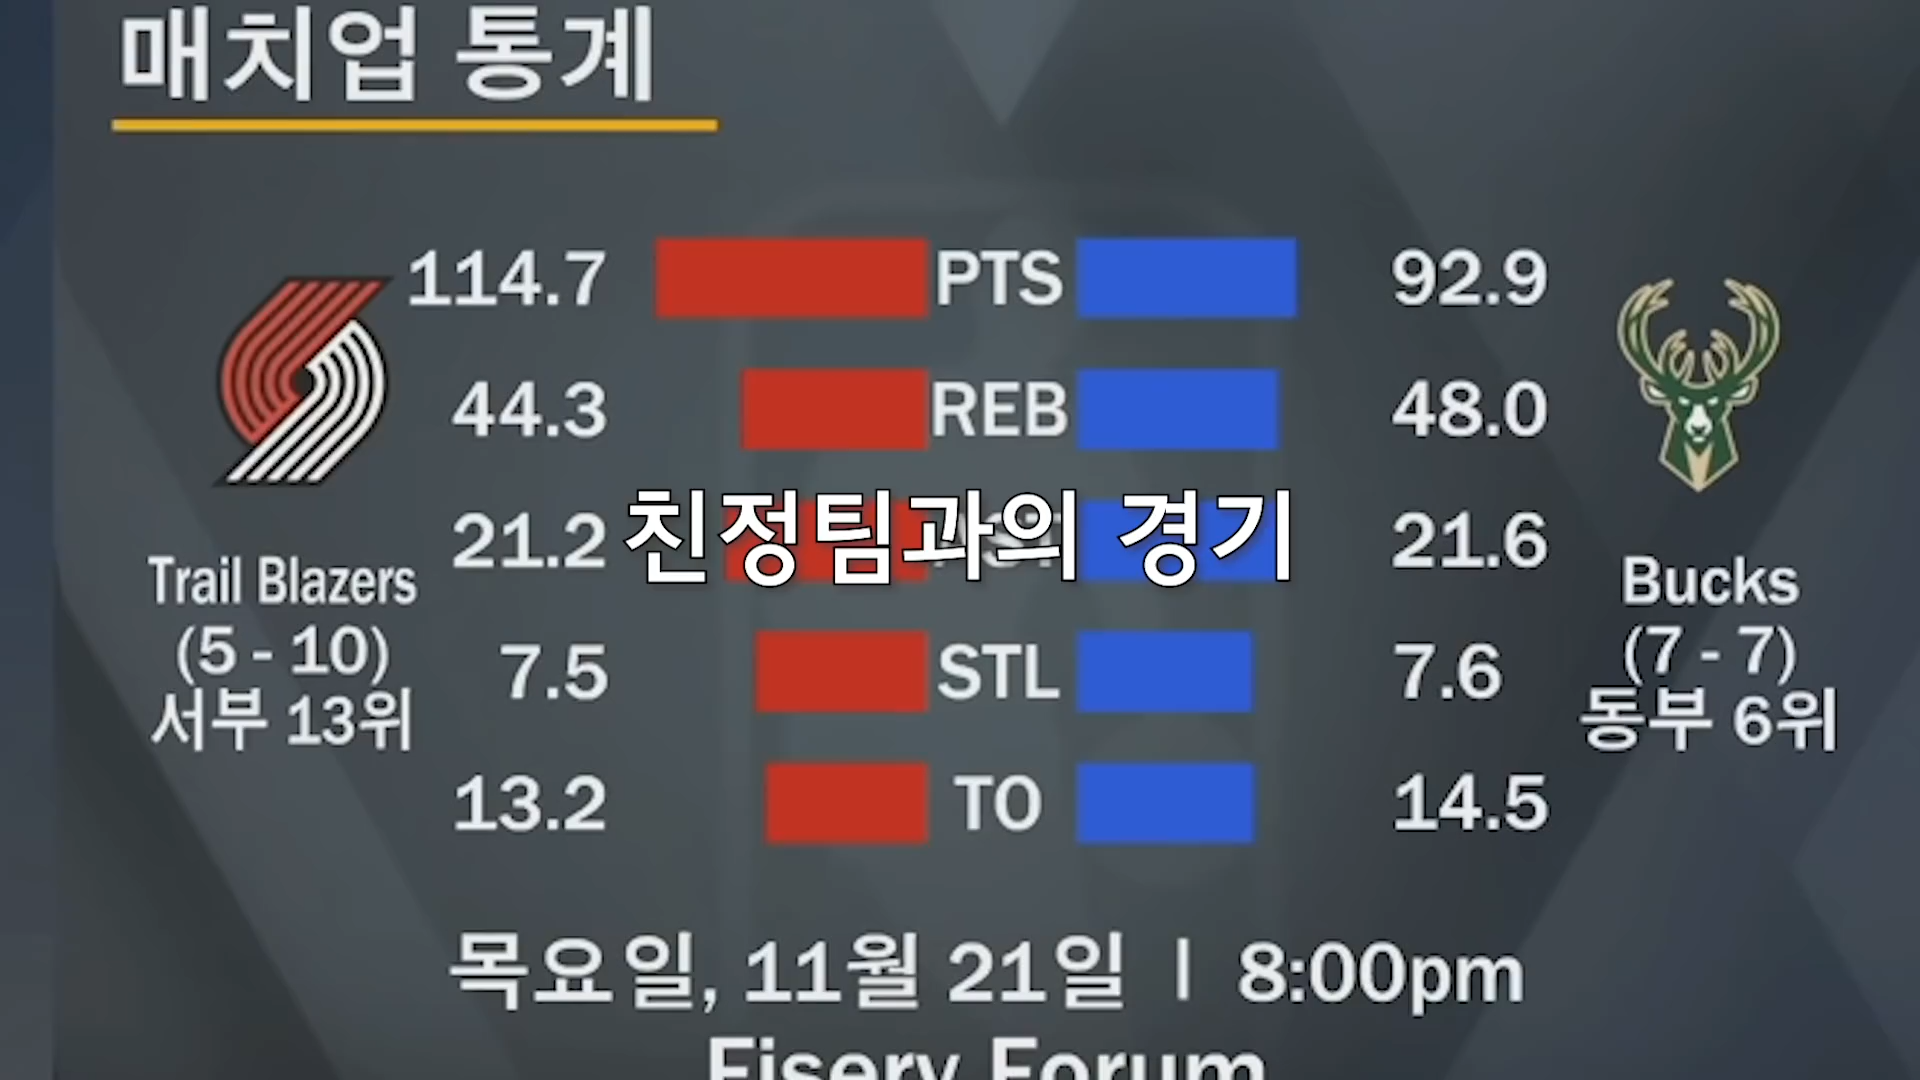 매치업 통계
114.7 PTS 92.9
44.3 REB 48.0
21.2 21.6
친정팀과의 경기
Trail Blazers
(5 - 10)
서부 13위
Bucks
(7 - 7)
동부 6위
7.5 STL 7.6
13.2 TO 14.5
목요일, 11월 21일 | 8:00pm
Fiserv Forum